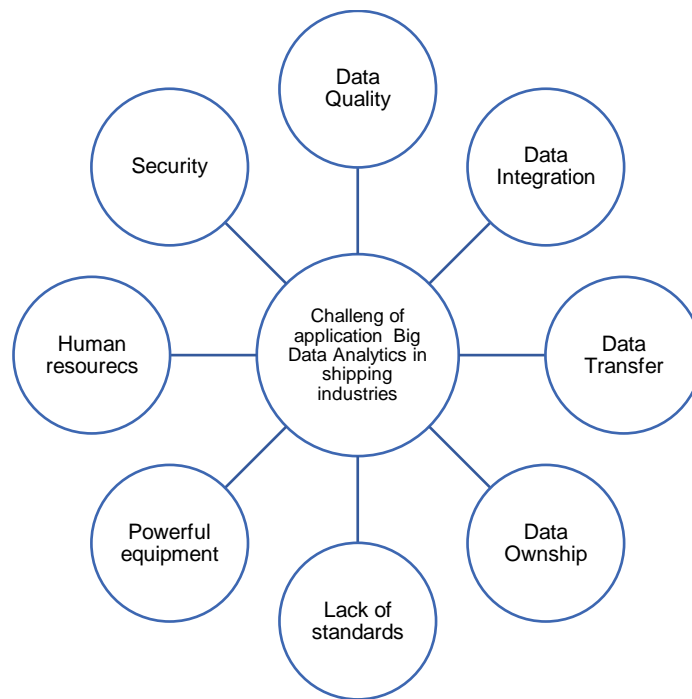 Data
Quality
Data
Integration
Data
Transfer
Data
Ownship
Lack of
standards
Powerful
equipment
Human
resourecs
Security
Challeng of
application Big
Data Analytics in
shipping
industries